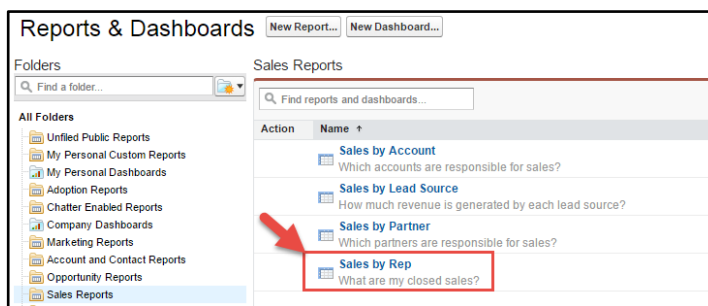 Reports & Dashboards New Report... New Dashboard...
Folders
Find a folder...
All Folders
Unfiled Public Reports
My Personal Custom Reports
My Personal Dashboards
Adoption Reports
Chatter Enabled Reports
Company Dashboards
Marketing Reports
Account and Contact Reports
Opportunity Reports
Sales Reports
Sales Reports
Find reports and dashboards...
Action Name ↑
Sales by Account
Which accounts are responsible for sales?
Sales by Lead Source
How much revenue is generated by each lead source?
Sales by Partner
Which partners are responsible for sales?
Sales by Rep
What are my closed sales?